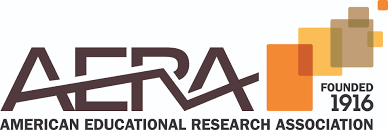 AERA
FOUNDED
1916
AMERICAN EDUCATIONAL RESEARCH ASSOCIATION